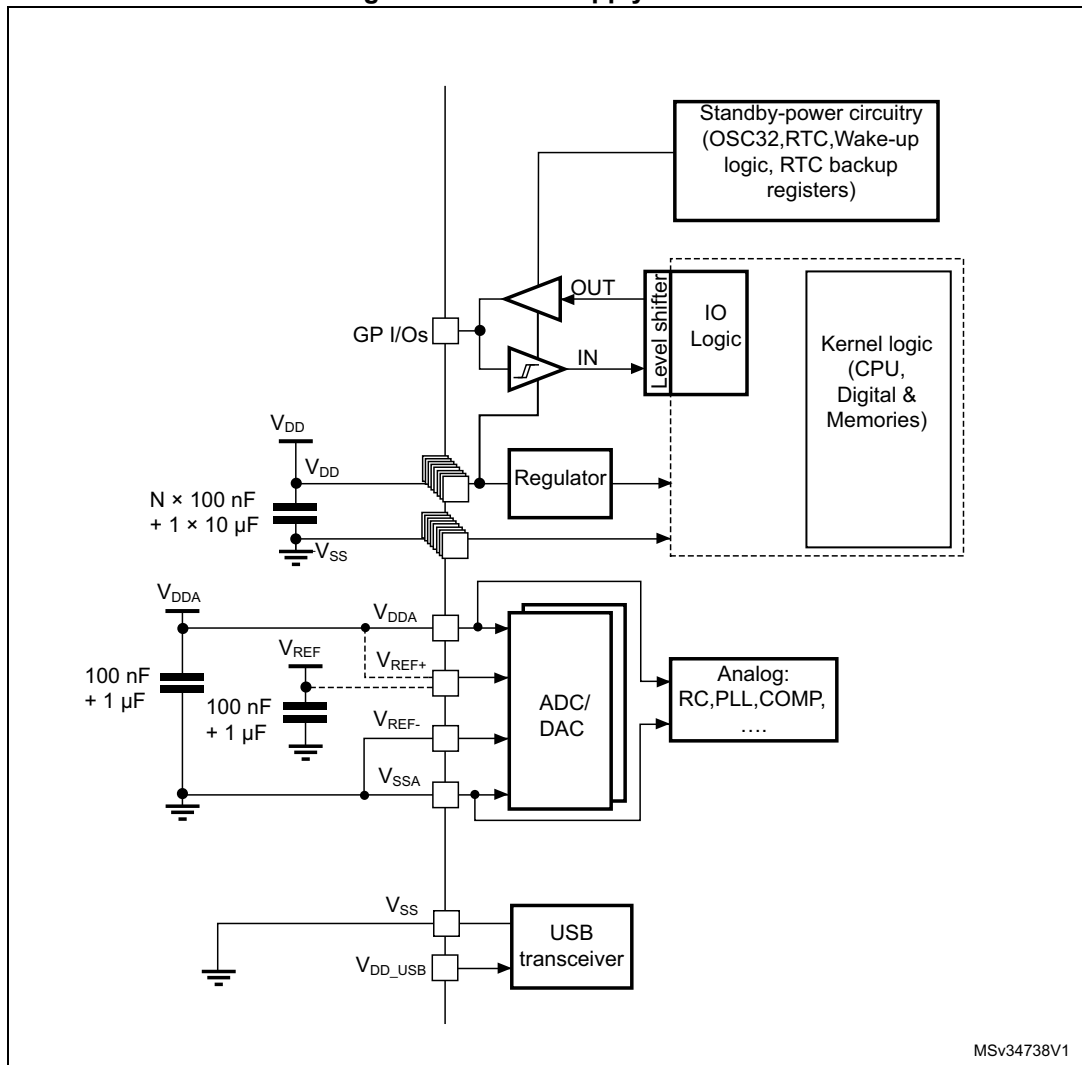 Standby-power circuitry
(OSC32,RTC,Wake-up
logic, RTC backup
registers)
OUT
GP I/Os
IN
Level shifter
IO
Logic
Kernel logic
(CPU,
Digital &
Memories)
VDD
VDD
Regulator
N × 100 nF
+ 1 × 10 µF
VSS
VDDA
VDDA
VREF
VREF+
100 nF
+ 1 µF
100 nF
+ 1 µF
VREF-
ADC/
DAC
Analog:
RC,PLL,COMP,
....
VSSA
VSS
USB
transceiver
VDD_USB
MSv34738V1